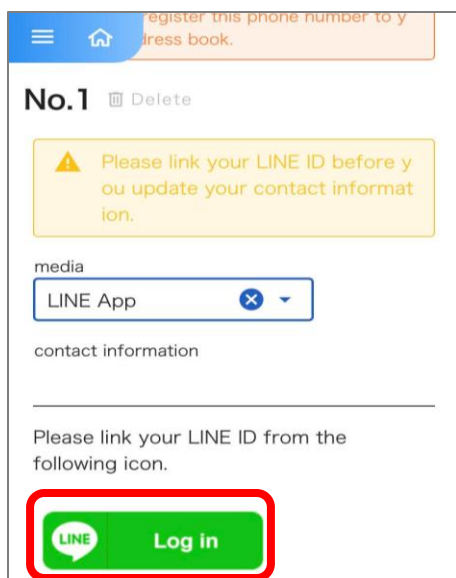 register this phone number to y
dress book.
No.1 Delete
Please link your LINE ID before y
ou update your contact informat
ion.
media
LINE App
contact information
Please link your LINE ID from the
following icon.
LINE Log in